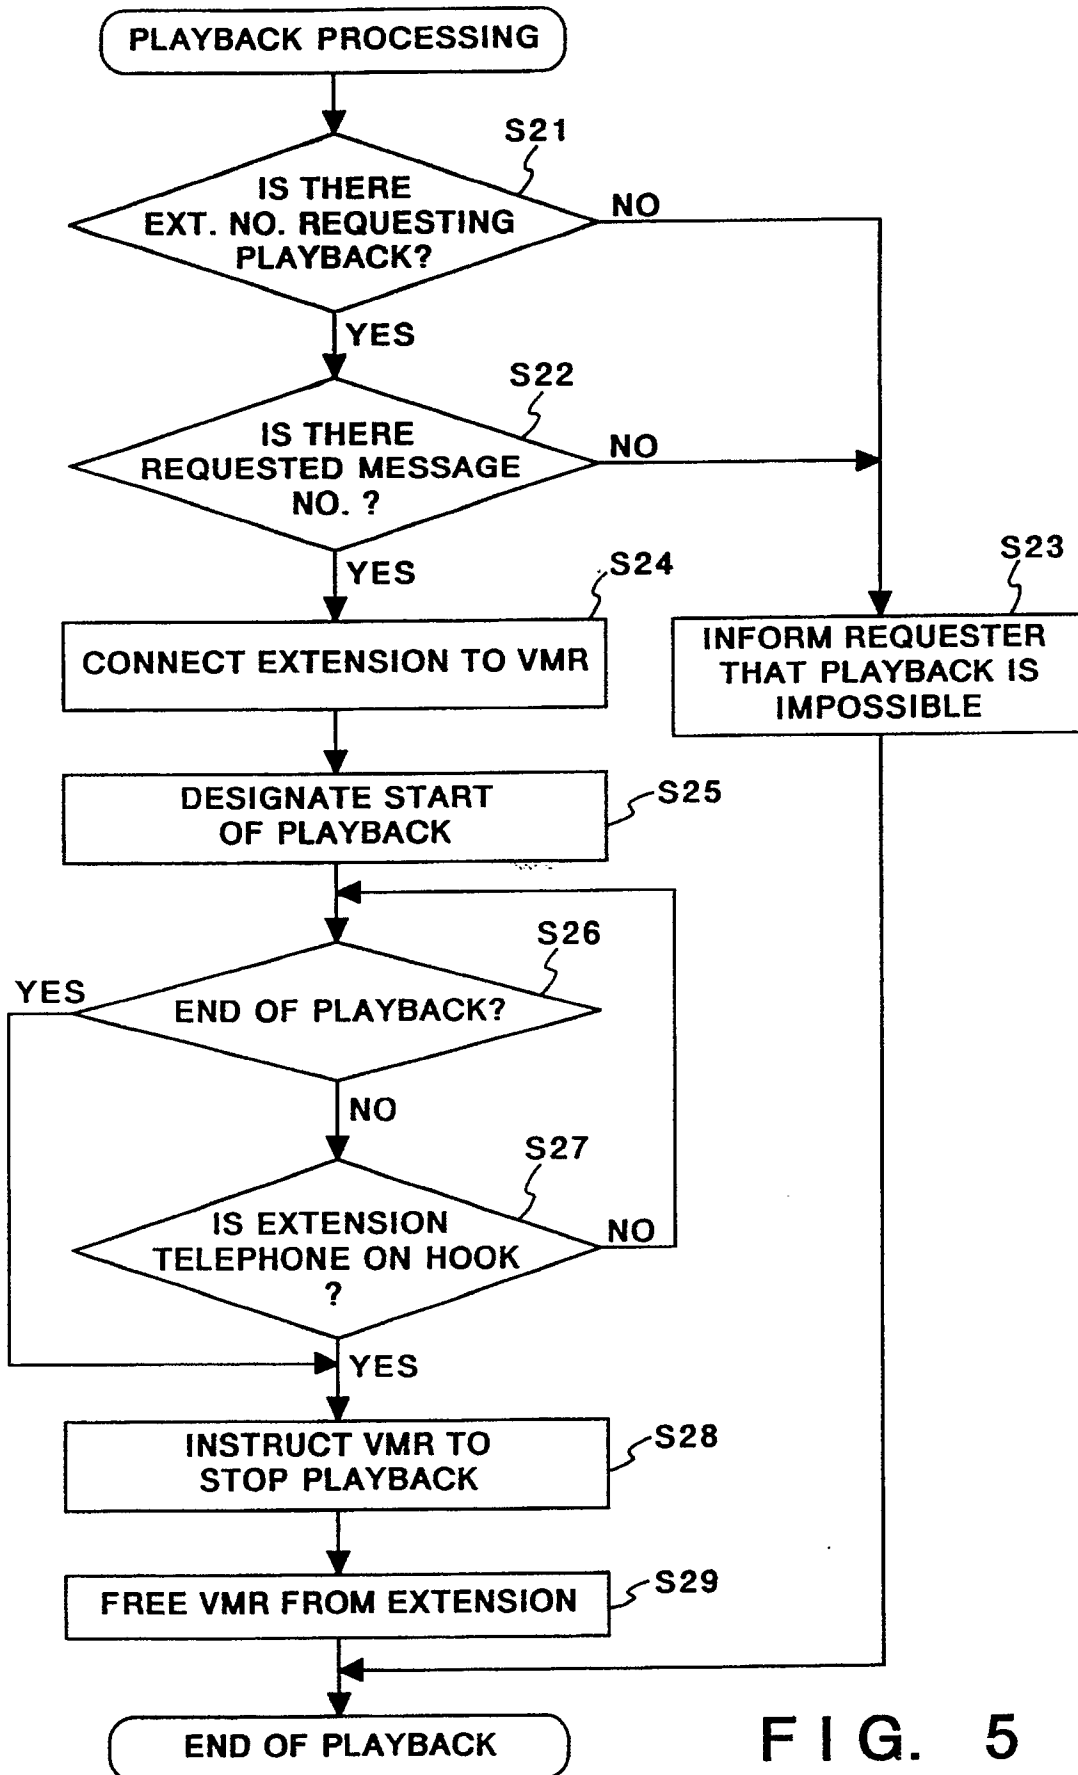 PLAYBACK PROCESSING
S21
IS THERE
EXT. NO. REQUESTING
PLAYBACK?
NO
YES
S22
IS THERE
REQUESTED MESSAGE
NO. ?
NO
YES
S24
CONNECT EXTENSION TO VMR
S23
INFORM REQUESTER
THAT PLAYBACK IS
IMPOSSIBLE
DESIGNATE START
OF PLAYBACK
S25
S26
YES
END OF PLAYBACK?
NO
S27
IS EXTENSION
TELEPHONE ON HOOK
?
NO
YES
INSTRUCT VMR TO
STOP PLAYBACK
S28
FREE VMR FROM EXTENSION
S29
END OF PLAYBACK
FIG. 5